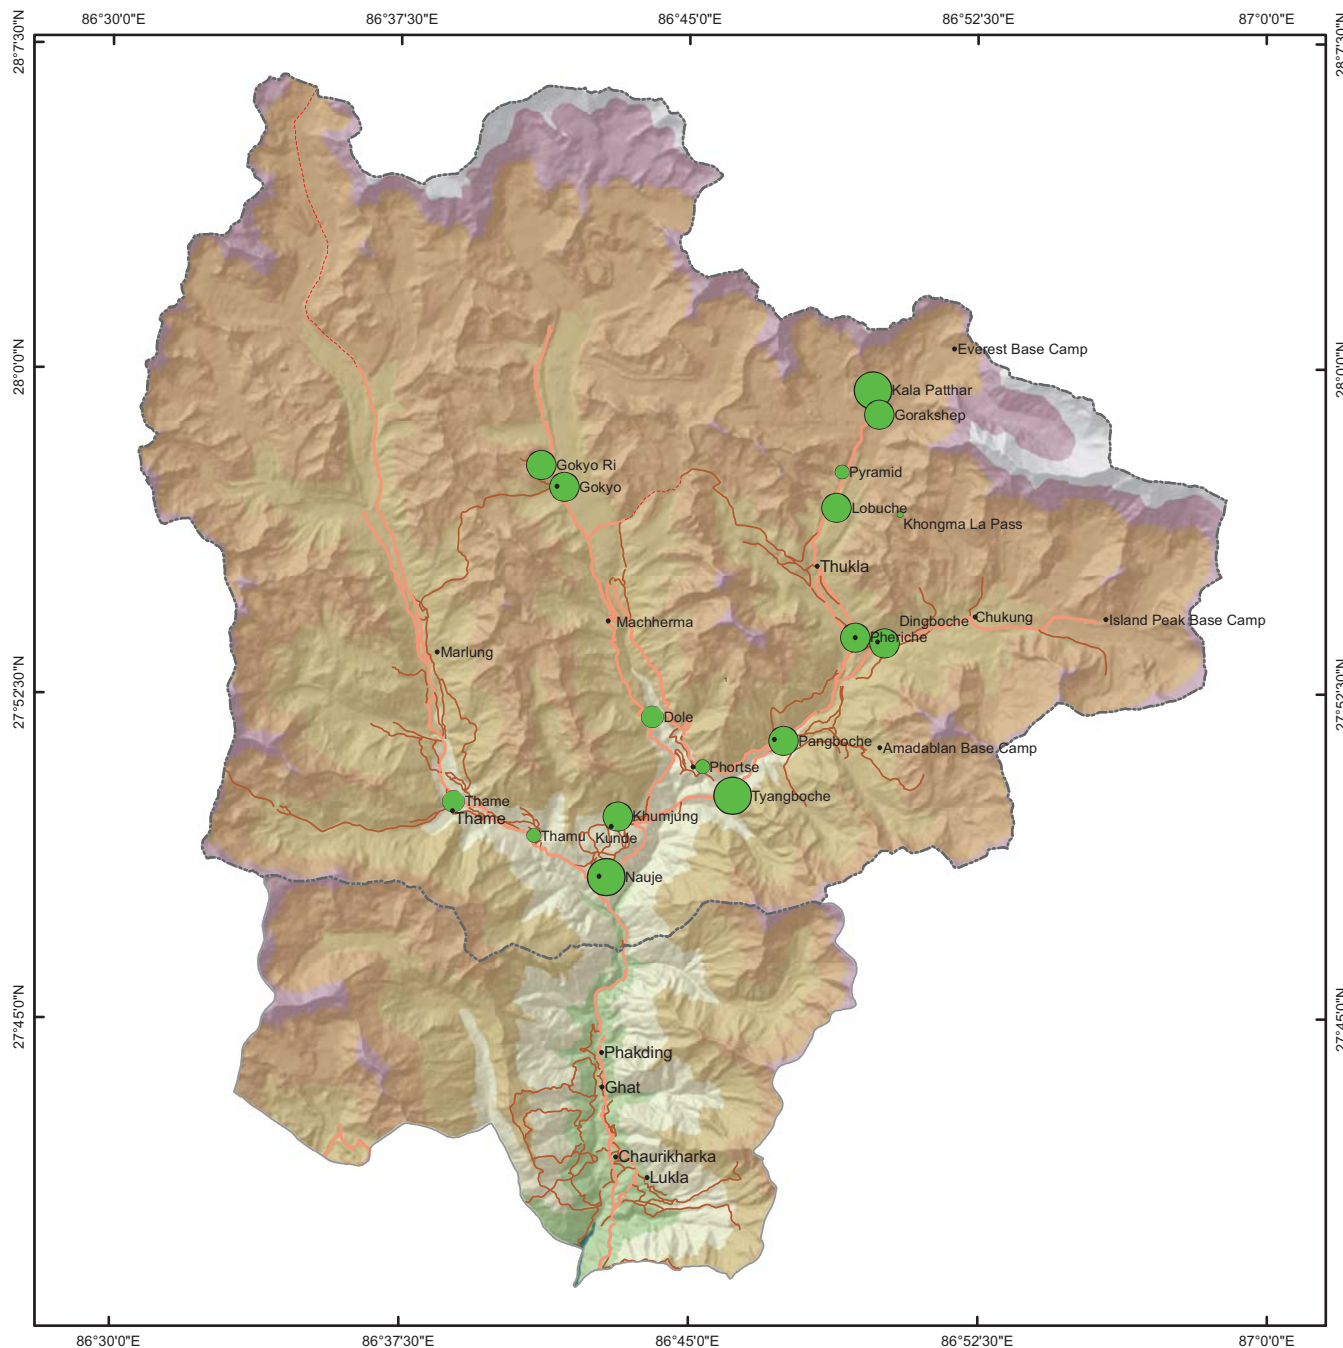 86°30'0"E
86°37'30"E
86°45'0"E
86°52'30"E
87°0'0"E
28°7'30"N
28°7'30"N
Everest Base Camp
28°0'0"N
28°0'0"N
Kala Patthar
Gorakshep
Gokyo Ri
Pyramid
Gokyo
Lobuche
Khongma La Pass
Thukla
Dingboche
Chukung
Island Peak Base Camp
Machherma
Pheriche
Marlung
27°52'30"N
27°52'30"N
Dole
Pangboche
Amadablan Base Camp
Phortse
Tyangboche
Thame
Thame
Khumjung
Thamu
Kunde
Nauje
27°45'0"N
27°45'0"N
Phakding
Ghat
Chaurikharka
Lukla
86°30'0"E
86°37'30"E
86°45'0"E
86°52'30"E
87°0'0"E